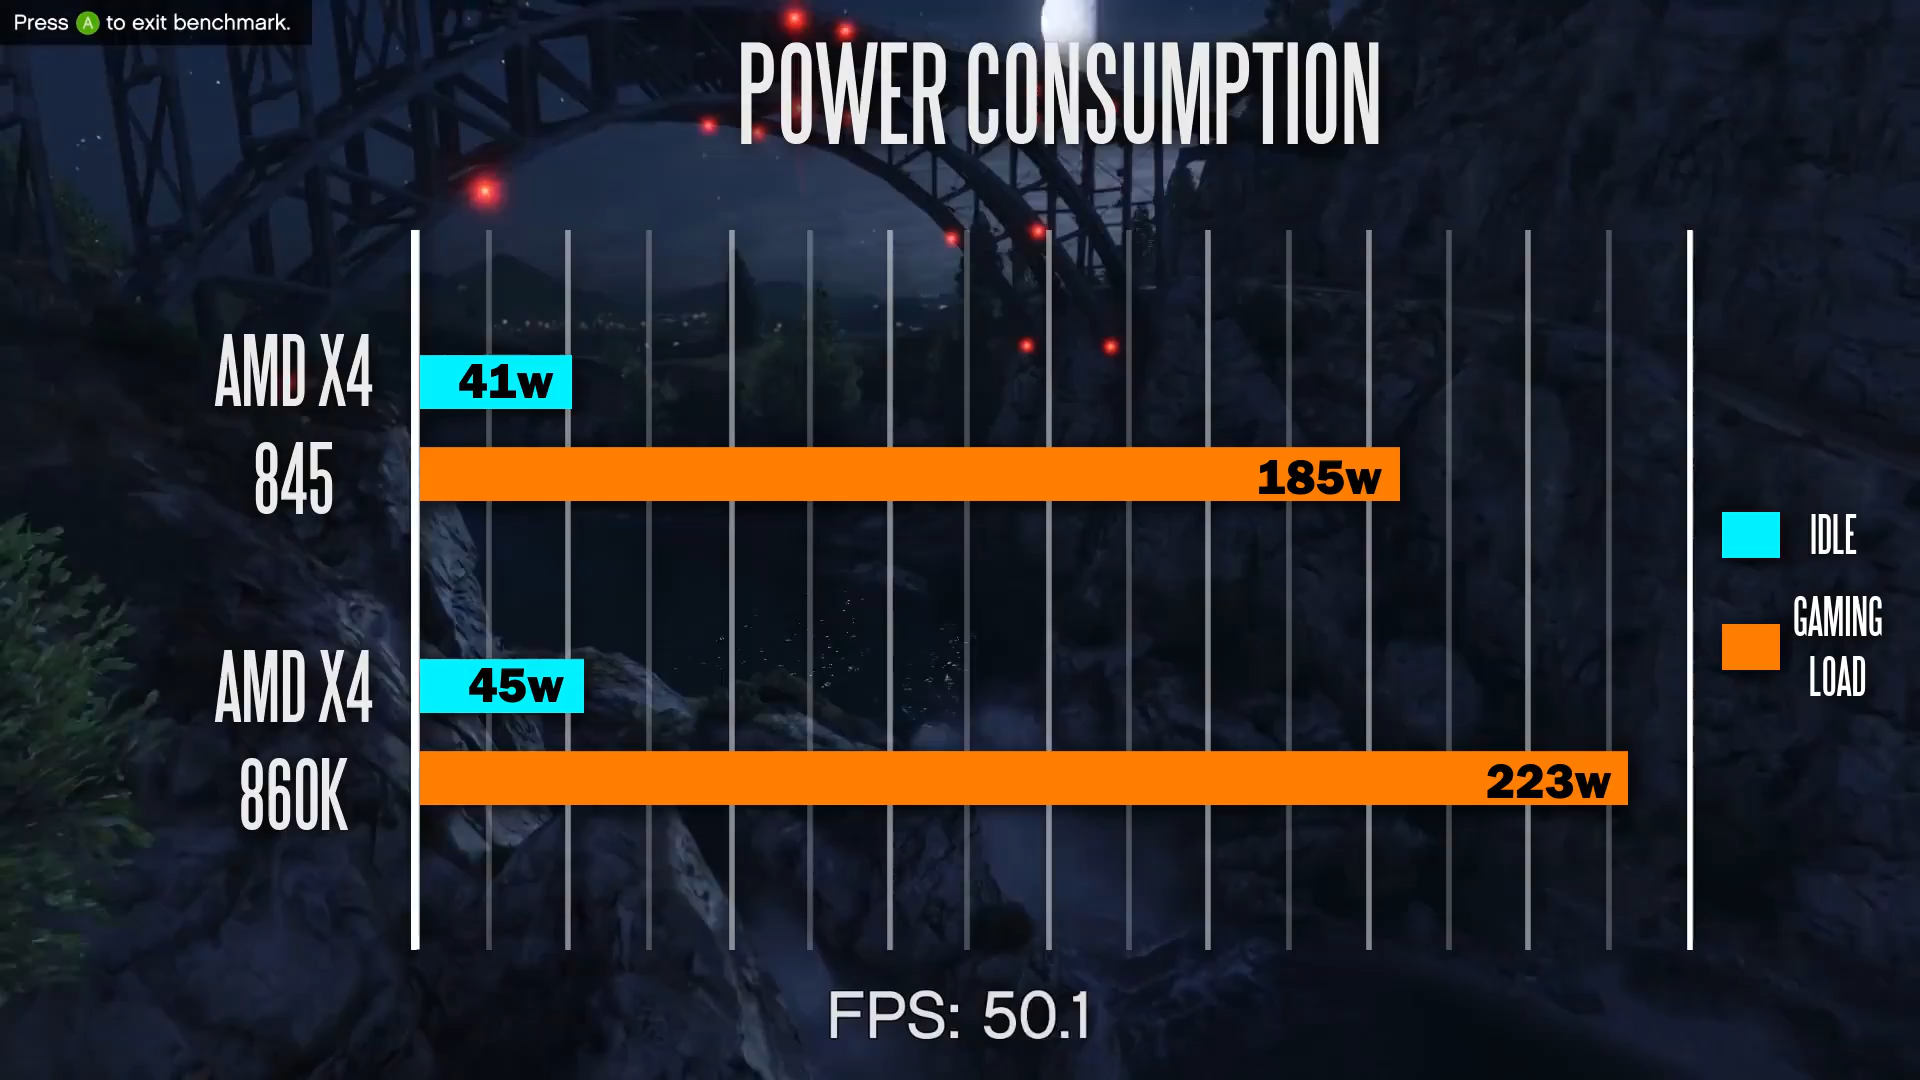 Press A to exit benchmark.
POWER CONSUMPTION
AMD X4
845
41w
185w
AMD X4
860K
45w
223w
IDLE
GAMING
LOAD
FPS: 50.1